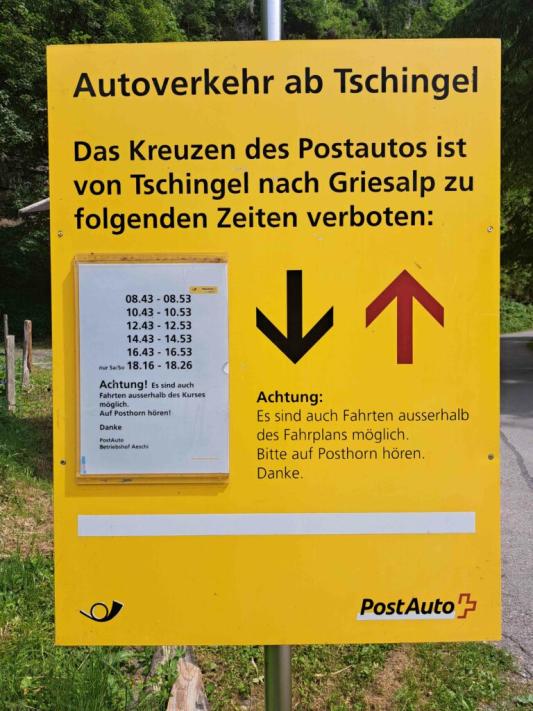 Autoverkehr ab Tschingel
Das Kreuzen des Postautos ist
von Tschingel nach Griesalp zu
folgenden Zeiten verboten:
08.43 - 08.53
10.43 - 10.53
12.43 - 12.53
14.43 - 14.53
16.43 - 16.53
nur Sa/So 18.16 - 18.26
Achtung! Es sind auch
Fahrten ausserhalb des Kurses
möglich.
Auf Posthorn hören!
Danke
PostAuto
Betriebshof Aeschi
Achtung:
Es sind auch Fahrten ausserhalb
des Fahrplans möglich.
Bitte auf Posthorn hören.
Danke.
PostAuto